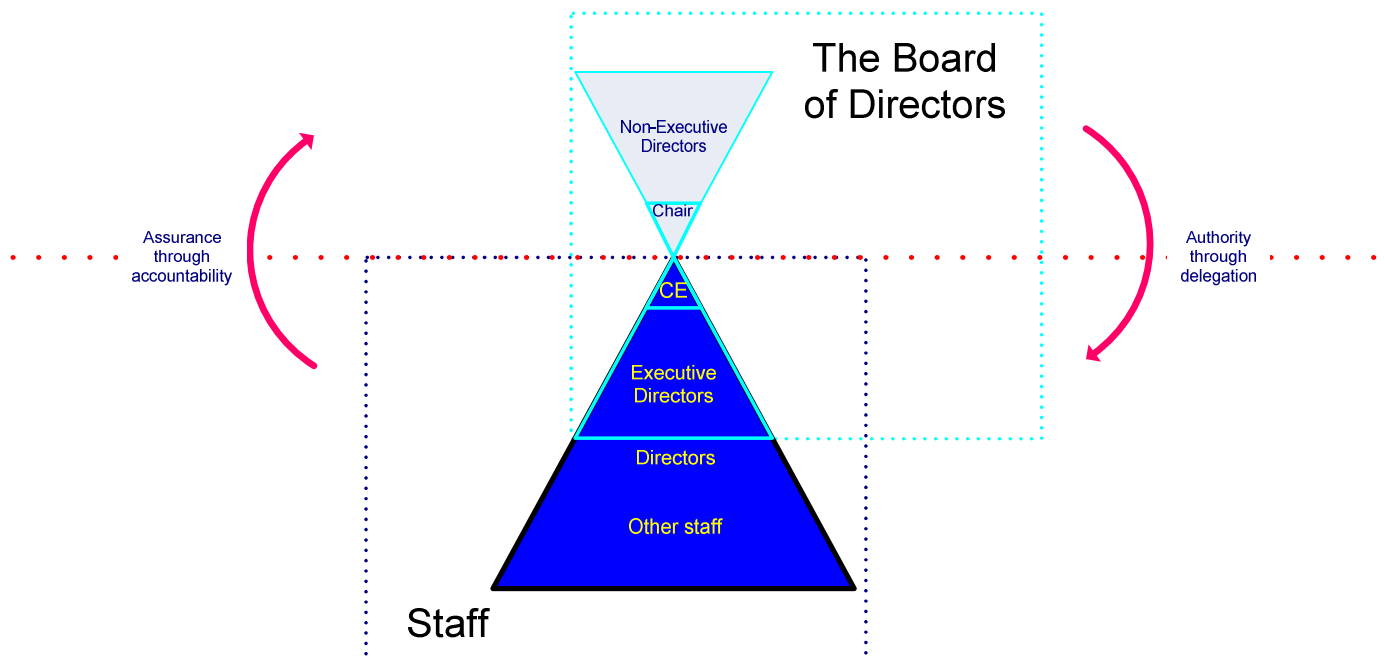 The Board
of Directors
Non-Executive
Directors
Chair
Assurance
through
accountability
Authority
through
delegation
CE
Executive
Directors
Directors
Other staff
Staff